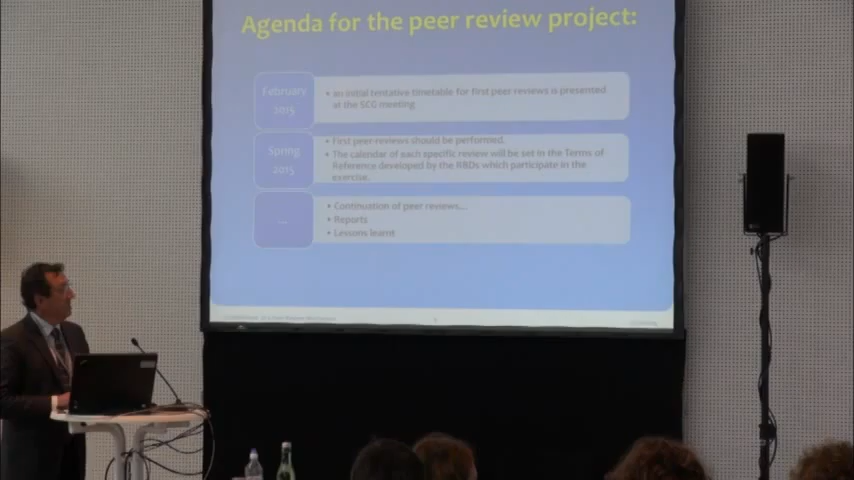 Agenda for the peer review project:
February
2015
• an initial tentative timetable for first peer reviews is presented
at the SCG meeting
Spring
2015
• First peer-reviews should be performed.
• The calendar of each specific review will be set in the Terms of
Reference developed by the RBDs which participate in the
exercise.
...
• Continuation of peer reviews...
• Reports
• Lessons learnt